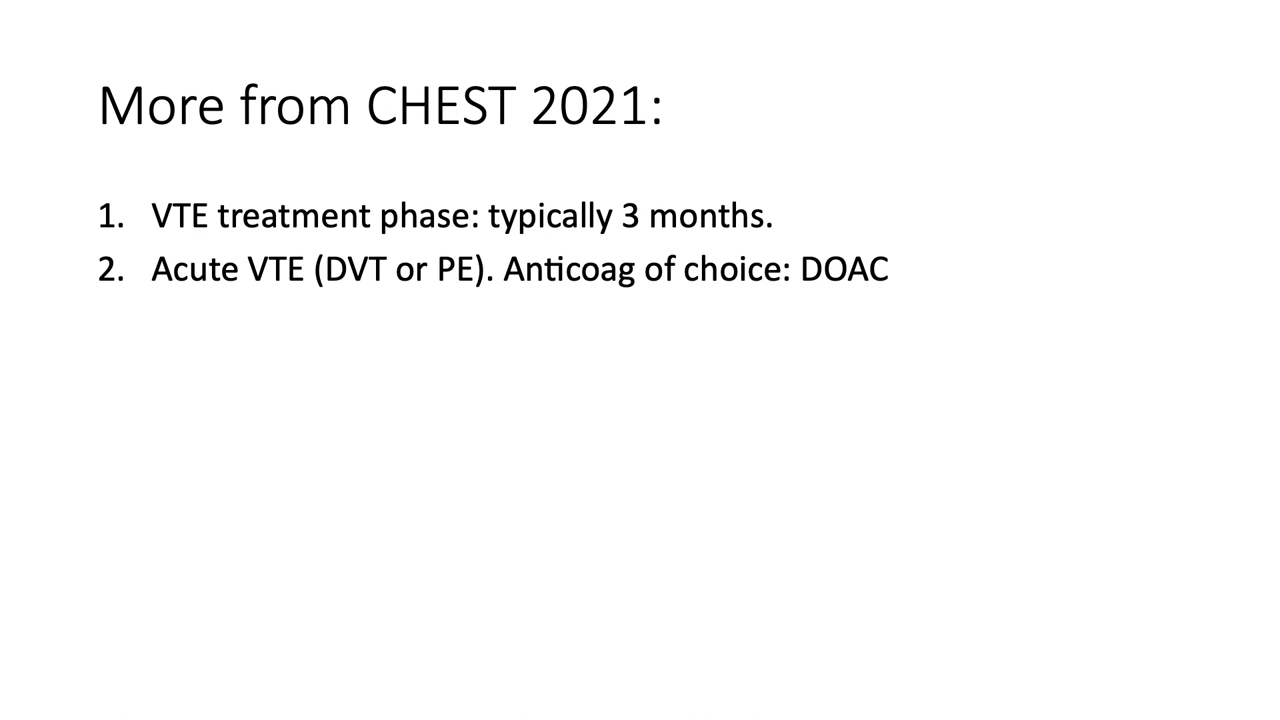 More from CHEST 2021:
1. VTE treatment phase: typically 3 months.
2. Acute VTE (DVT or PE). Anticoag of choice: DOAC